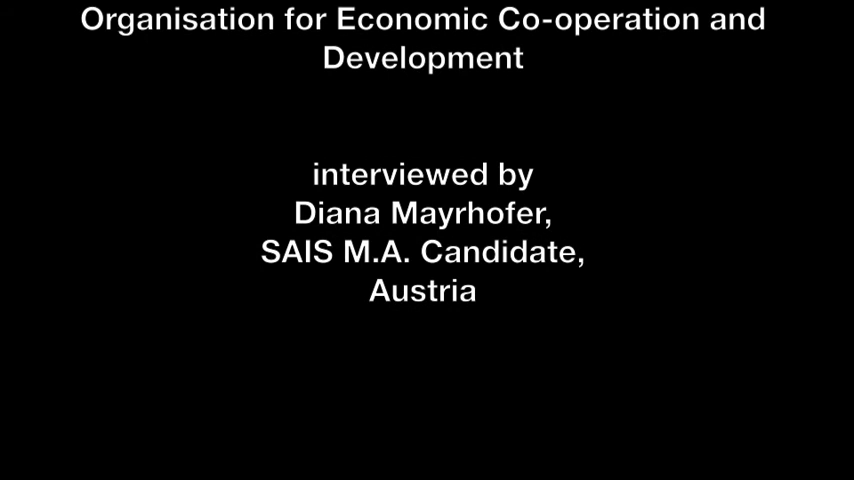 Organisation for Economic Co-operation and
Development
interviewed by
Diana Mayrhofer,
SAIS M.A. Candidate,
Austria